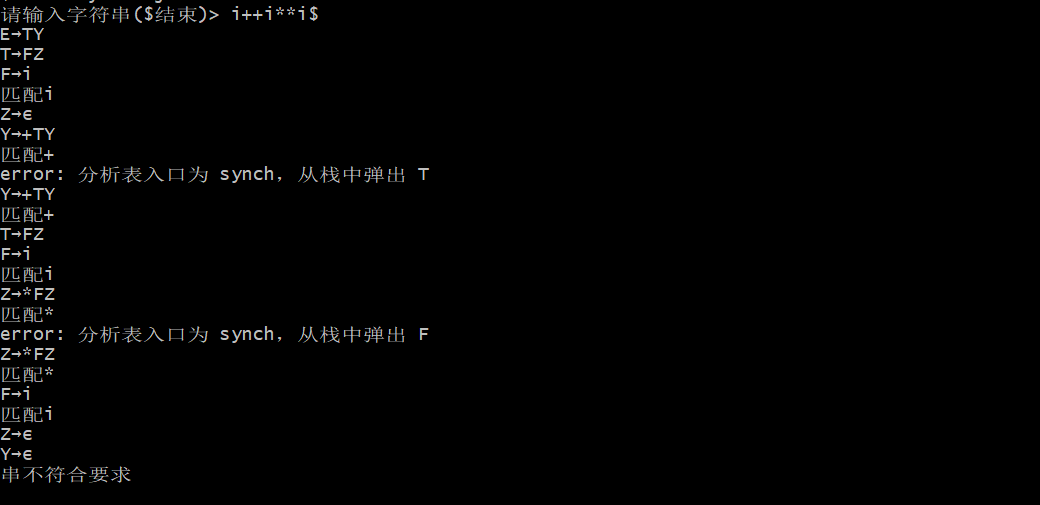 请输入字符串($结束)> i++i**i$
E→TY
T→FZ
F→i
匹配i
Z→ϵ
Y→+TY
匹配+
error: 分析表入口为 synch，从栈中弹出 T
Y→+TY
匹配+
T→FZ
F→i
匹配i
Z→*FZ
匹配*
error: 分析表入口为 synch，从栈中弹出 F
Z→*FZ
匹配*
F→i
匹配i
Z→ϵ
Y→ϵ
串不符合要求